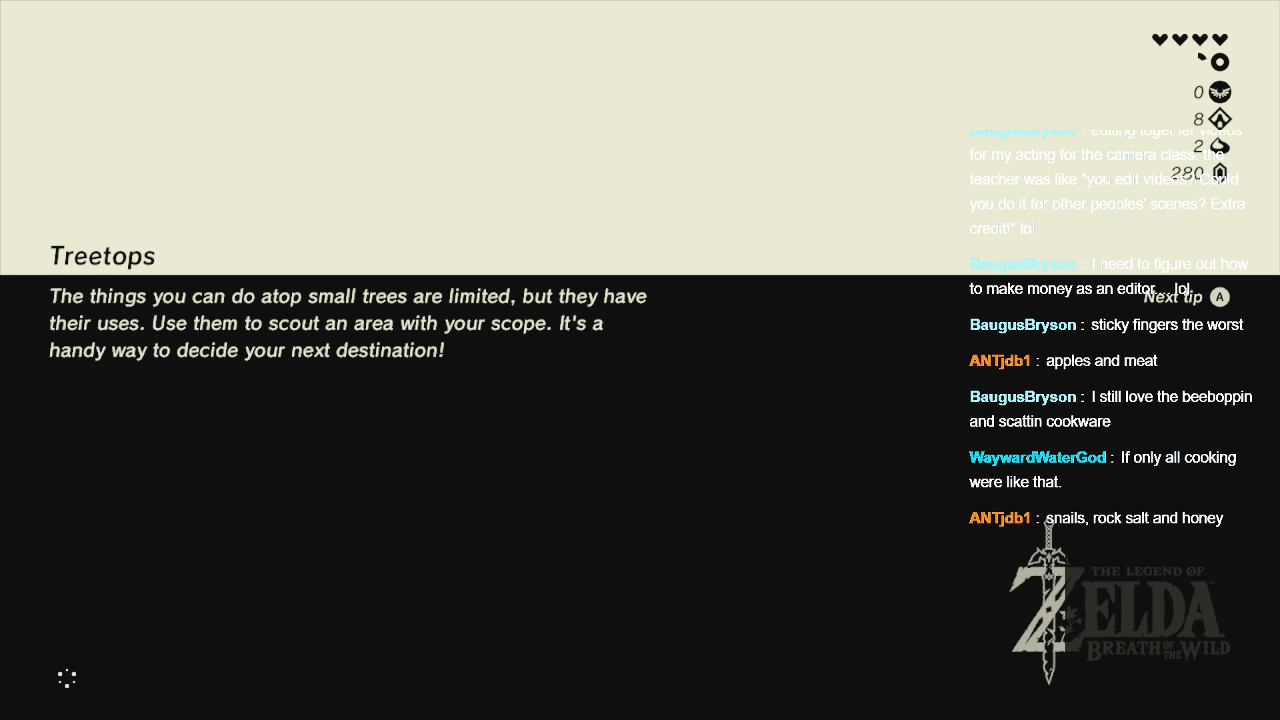 0
8
2
280
BaugusBryson : editing together videos
for my acting for the camera class. the
teacher was like "you edit videos? Could
you do it for other peoples' scenes? Extra
credit!" lol
Treetops
BaugusBryson : I need to figure out how
to make money as an editor... lol
The things you can do atop small trees are limited, but they have
their uses. Use them to scout an area with your scope. It's a
handy way to decide your next destination!
Next tip A
BaugusBryson : sticky fingers the worst
ANTjdb1 : apples and meat
BaugusBryson : I still love the beeboppin
and scattin cookware
WaywardWaterGod : If only all cooking
were like that.
ANTjdb1 : snails, rock salt and honey
THE LEGEND OF
ZELDA
BREATH OF THE WILD